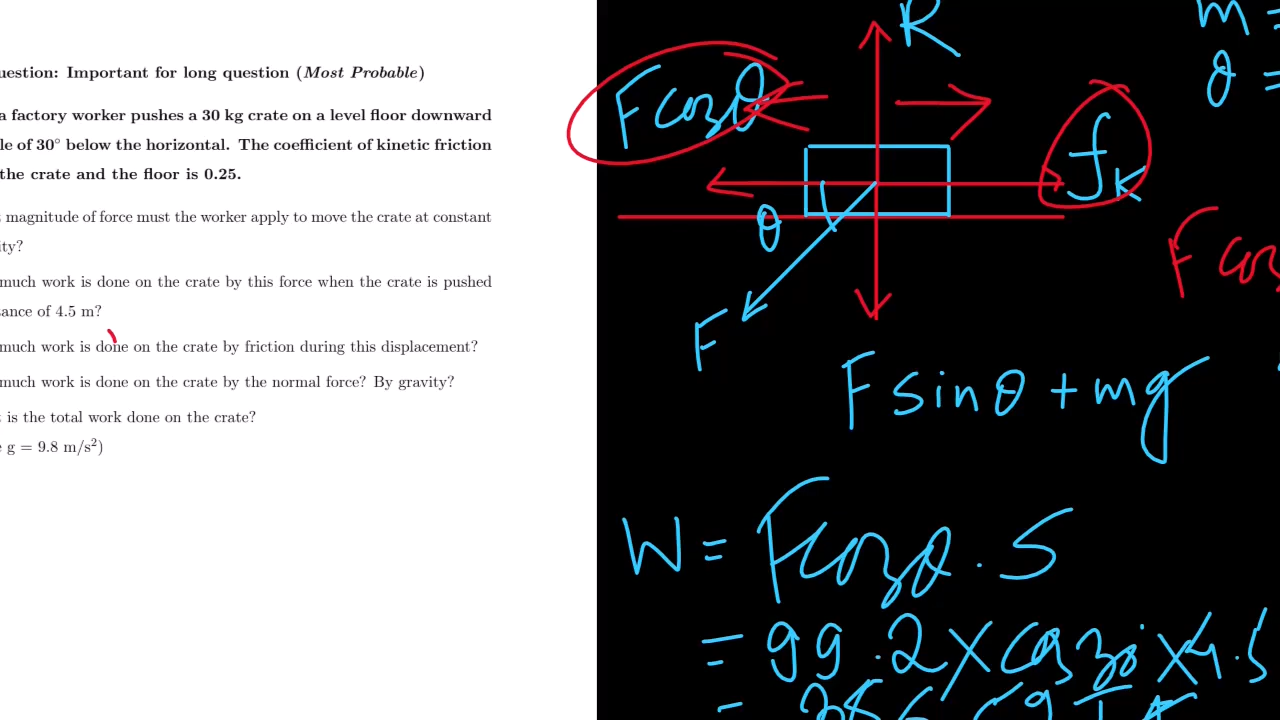 uestion: Important for long question (Most Probable)
a factory worker pushes a 30 kg crate on a level floor downward
le of 30° below the horizontal. The coefficient of kinetic friction
the crate and the floor is 0.25.
magnitude of force must the worker apply to move the crate at constant
ity?
much work is done on the crate by this force when the crate is pushed
tance of 4.5 m?
much work is done on the crate by friction during this displacement?
much work is done on the crate by the normal force? By gravity?
is the total work done on the crate?
g = 9.8 m/s²)
R
m =
θ =
F cosθ
fK
θ
F cos
F
F sinθ + mg
W = Fcosθ . S
= 99.2 × cos30 × 4.5
=